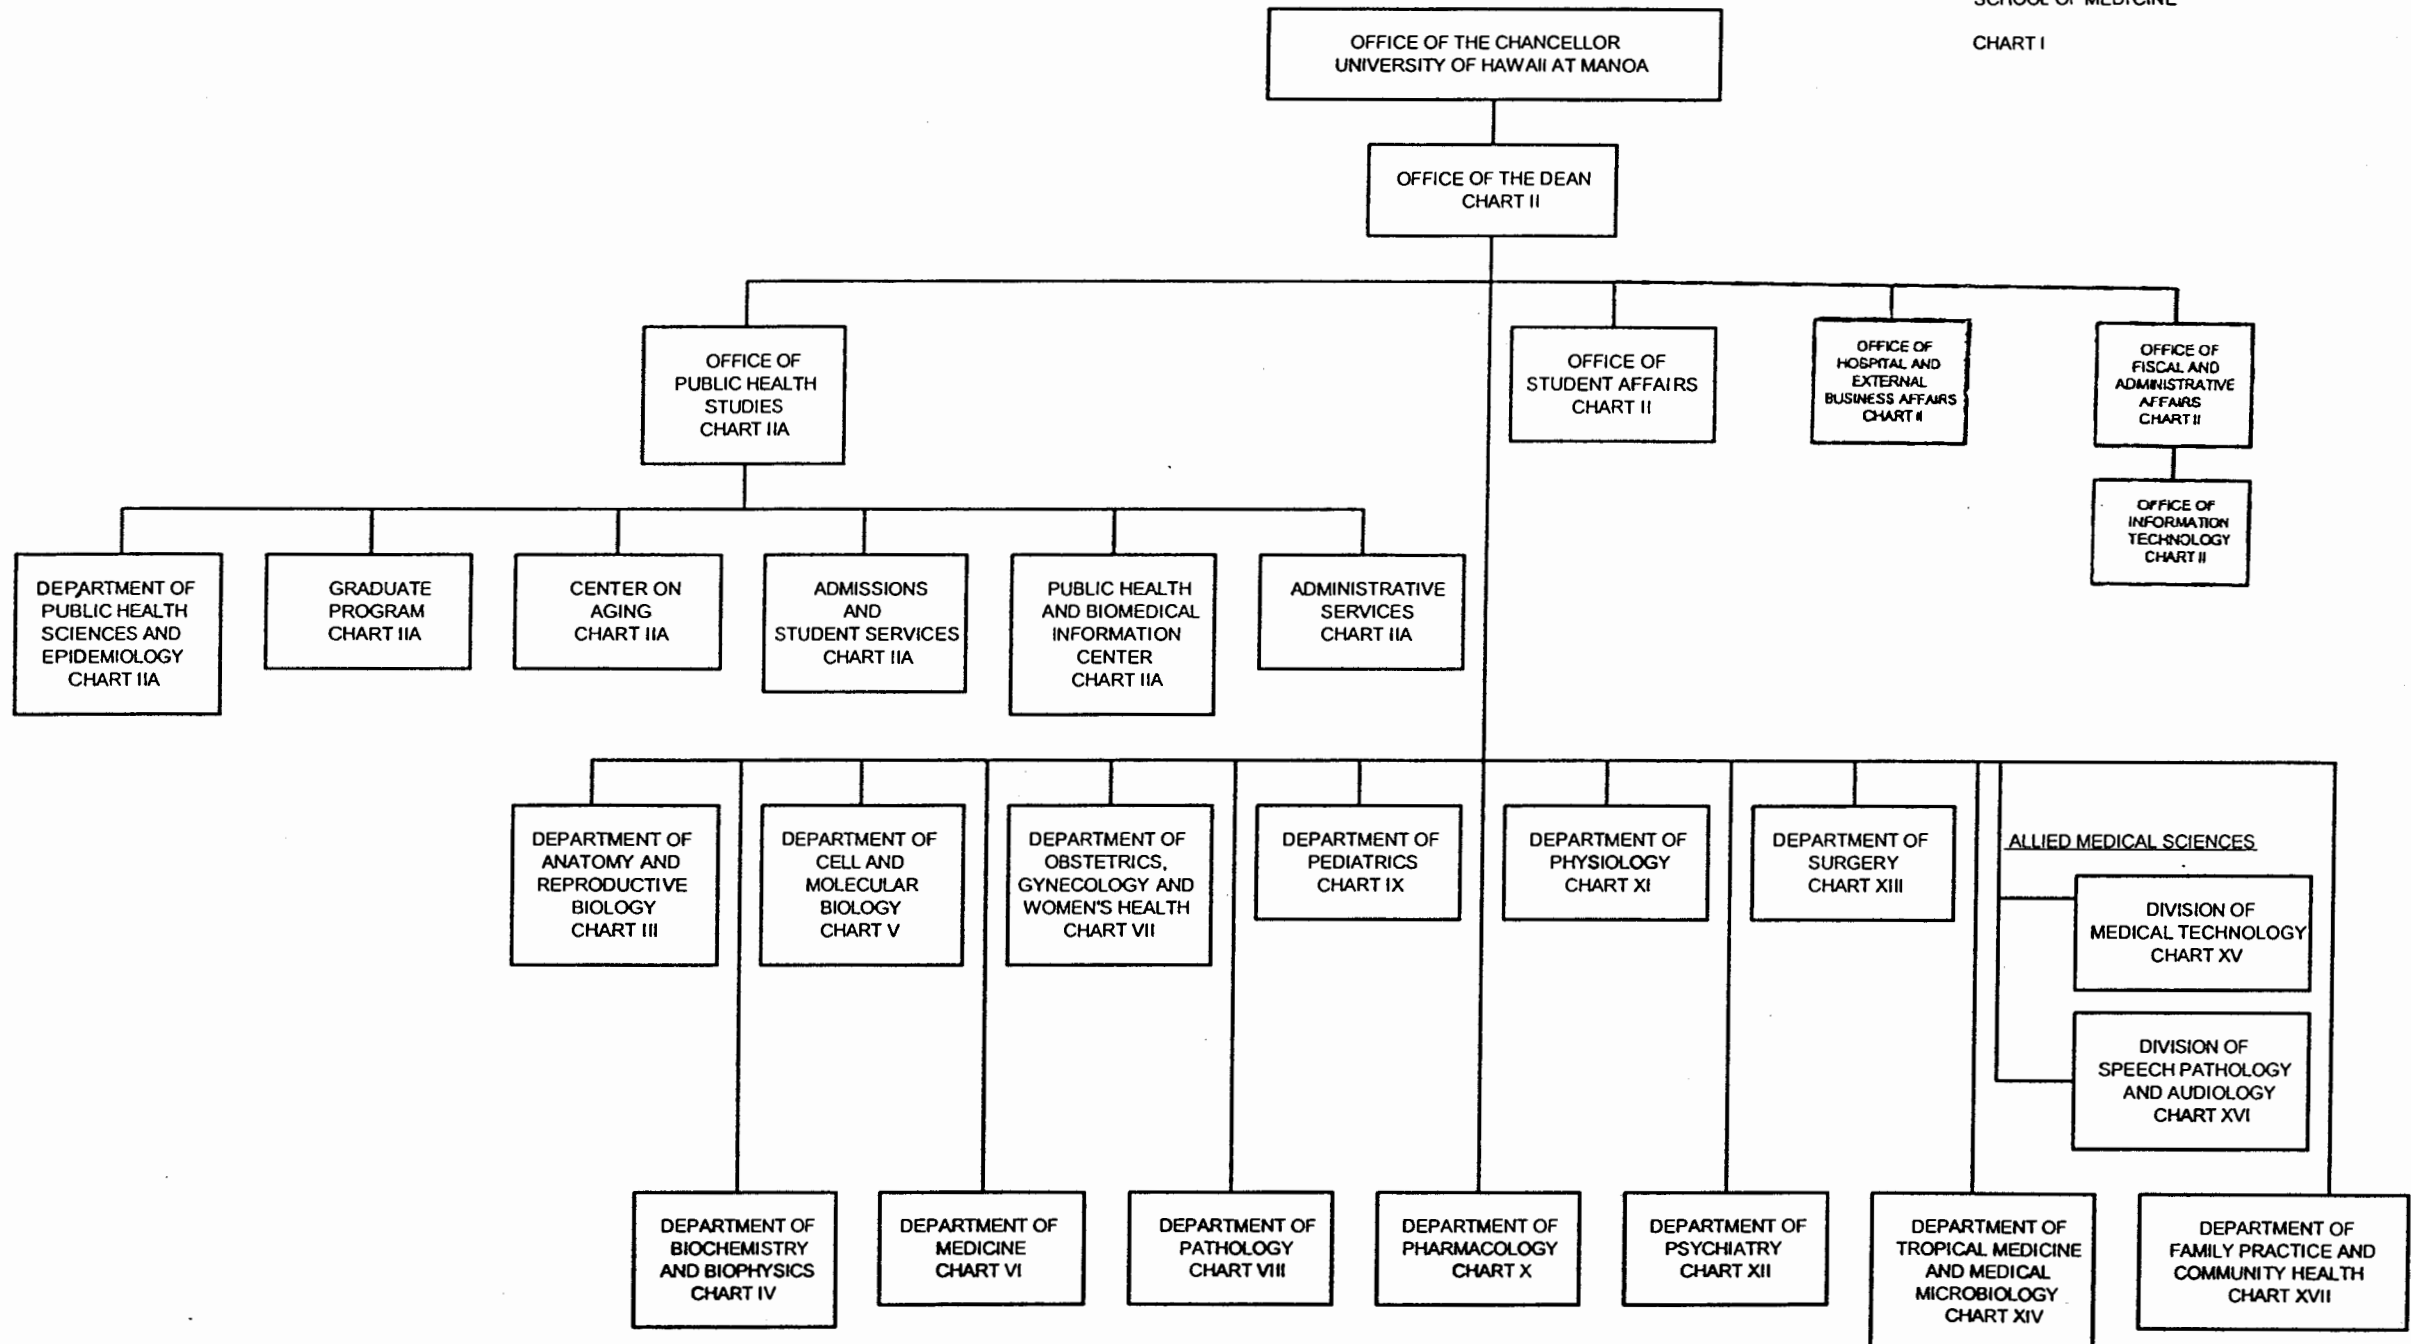 SCHOOL OF MEDICINE
CHART I
OFFICE OF THE CHANCELLOR
UNIVERSITY OF HAWAII AT MANOA
OFFICE OF THE DEAN
CHART II
OFFICE OF
PUBLIC HEALTH
STUDIES
CHART IIA
OFFICE OF
STUDENT AFFAIRS
CHART II
OFFICE OF
HOSPITAL AND
EXTERNAL
BUSINESS AFFAIRS
CHART II
OFFICE OF
FISCAL AND
ADMINISTRATIVE
AFFAIRS
CHART II
OFFICE OF
INFORMATION
TECHNOLOGY
CHART II
DEPARTMENT OF
PUBLIC HEALTH
SCIENCES AND
EPIDEMIOLOGY
CHART IIA
GRADUATE
PROGRAM
CHART IIA
CENTER ON
AGING
CHART IIA
ADMISSIONS
AND
STUDENT SERVICES
CHART IIA
PUBLIC HEALTH
AND BIOMEDICAL
INFORMATION
CENTER
CHART IIA
ADMINISTRATIVE
SERVICES
CHART IIA
DEPARTMENT OF
ANATOMY AND
REPRODUCTIVE
BIOLOGY
CHART III
DEPARTMENT OF
CELL AND
MOLECULAR
BIOLOGY
CHART V
DEPARTMENT OF
OBSTETRICS,
GYNECOLOGY AND
WOMEN'S HEALTH
CHART VII
DEPARTMENT OF
PEDIATRICS
CHART IX
DEPARTMENT OF
PHYSIOLOGY
CHART XI
DEPARTMENT OF
SURGERY
CHART XIII
ALLIED MEDICAL SCIENCES
DIVISION OF
MEDICAL TECHNOLOGY
CHART XV
DIVISION OF
SPEECH PATHOLOGY
AND AUDIOLOGY
CHART XVI
DEPARTMENT OF
BIOCHEMISTRY
AND BIOPHYSICS
CHART IV
DEPARTMENT OF
MEDICINE
CHART VI
DEPARTMENT OF
PATHOLOGY
CHART VIII
DEPARTMENT OF
PHARMACOLOGY
CHART X
DEPARTMENT OF
PSYCHIATRY
CHART XII
DEPARTMENT OF
TROPICAL MEDICINE
AND MEDICAL
MICROBIOLOGY
CHART XIV
DEPARTMENT OF
FAMILY PRACTICE AND
COMMUNITY HEALTH
CHART XVII